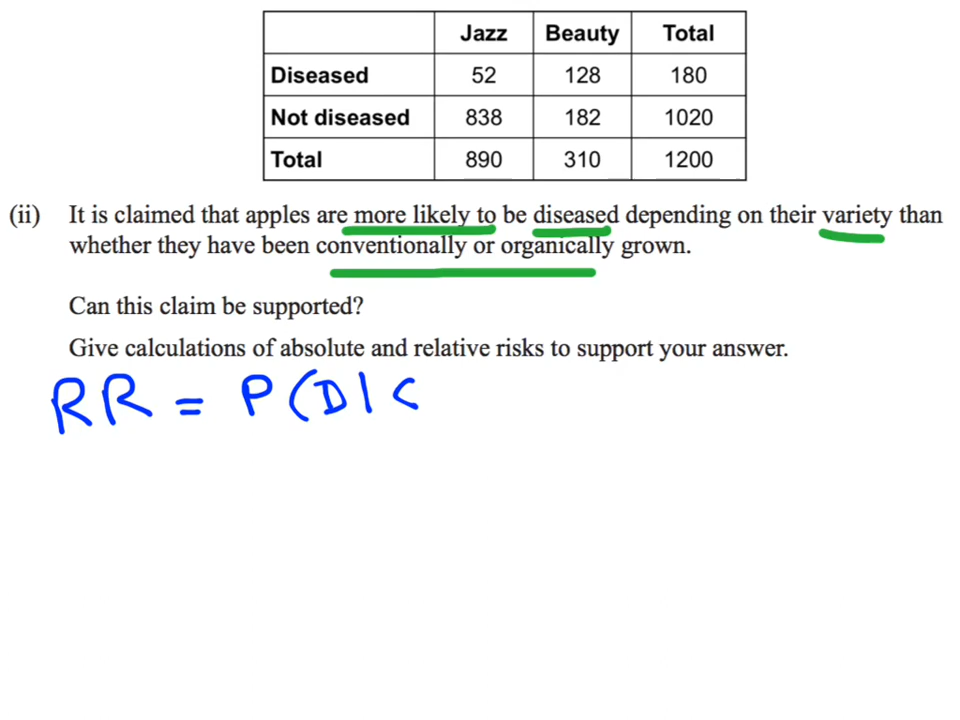 Jazz Beauty Total
Diseased 52 128 180
Not diseased 838 182 1020
Total 890 310 1200
(ii) It is claimed that apples are more likely to be diseased depending on their variety than
whether they have been conventionally or organically grown.
Can this claim be supported?
Give calculations of absolute and relative risks to support your answer.
RR = P(D|C